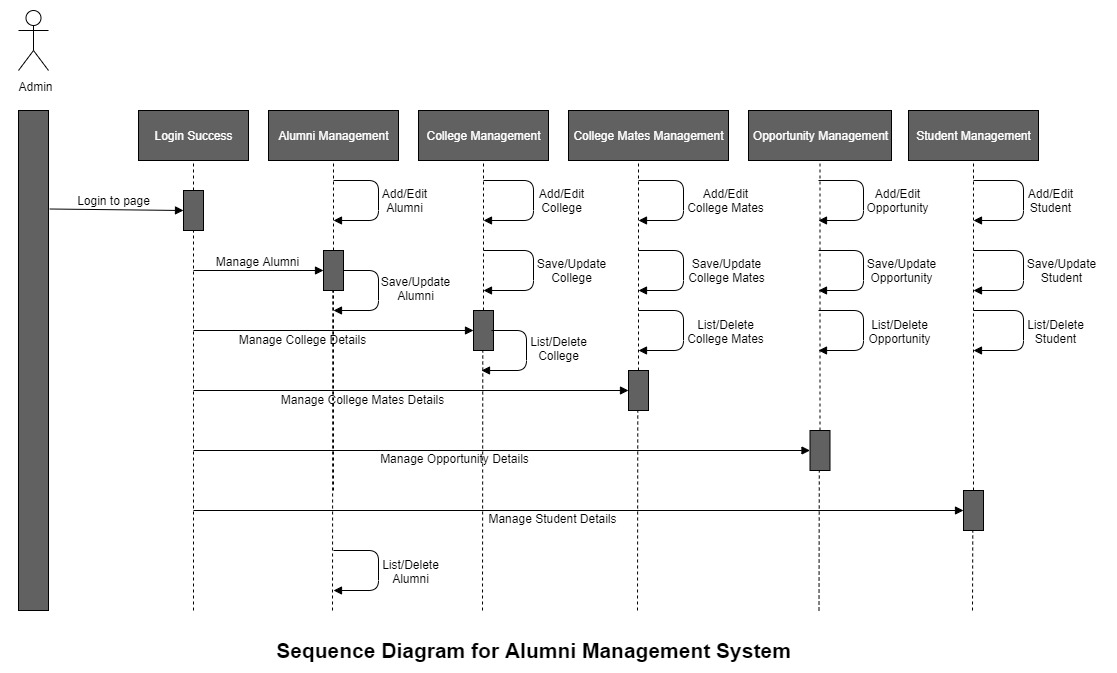 Admin
Login Success
Alumni Management
College Management
College Mates Management
Opportunity Management
Student Management
Login to page
Add/Edit
Alumni
Add/Edit
College
Add/Edit
College Mates
Add/Edit
Opportunity
Add/Edit
Student
Manage Alumni
Save/Update
Alumni
Save/Update
College
Save/Update
College Mates
Save/Update
Opportunity
Save/Update
Student
Manage College Details
List/Delete
College
List/Delete
College Mates
List/Delete
Opportunity
List/Delete
Student
Manage College Mates Details
Manage Opportunity Details
Manage Student Details
List/Delete
Alumni
Sequence Diagram for Alumni Management System